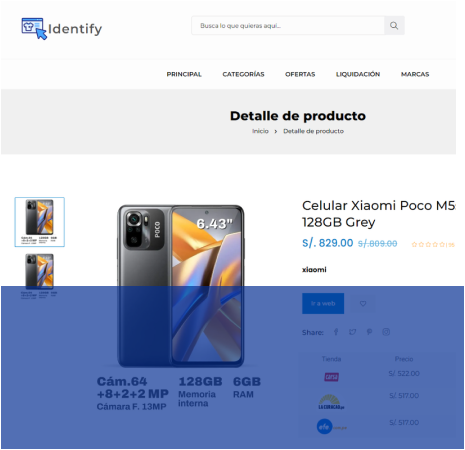 Identify
Busca lo que quieras aquí...
PRINCIPAL CATEGORÍAS OFERTAS LIQUIDACIÓN MARCAS
Detalle de producto
Inicio > Detalle de producto
Celular Xiaomi Poco M5
128GB Grey
S/. 829.00 S/.809.00
xiaomi
POCO
6.43"
Ir a web
Share:
Tienda Precio
S/. 522.00
S/. 517.00
efe
S/. 517.00
Cám.64 128GB 6GB
+8+2+2 MP Memoria RAM
Cámara F. 13MP interna